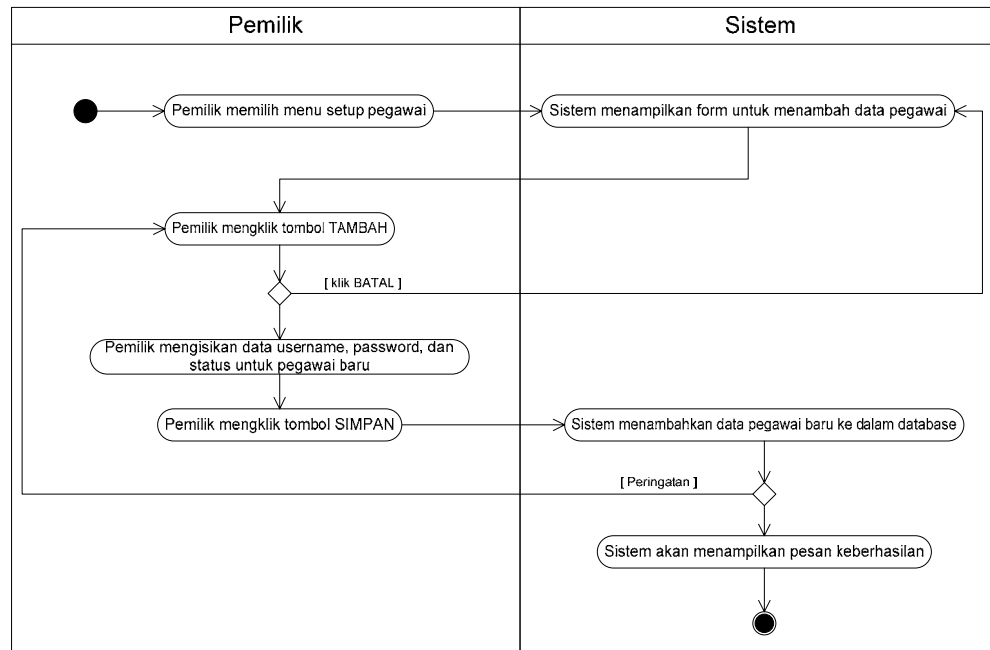 Pemilik
Sistem
Pemilik memilih menu setup pegawai
Sistem menampilkan form untuk menambah data pegawai
Pemilik mengklik tombol TAMBAH
[ klik BATAL ]
Pemilik mengisikan data username, password, dan
status untuk pegawai baru
Pemilik mengklik tombol SIMPAN
Sistem menambahkan data pegawai baru ke dalam database
[ Peringatan ]
Sistem akan menampilkan pesan keberhasilan